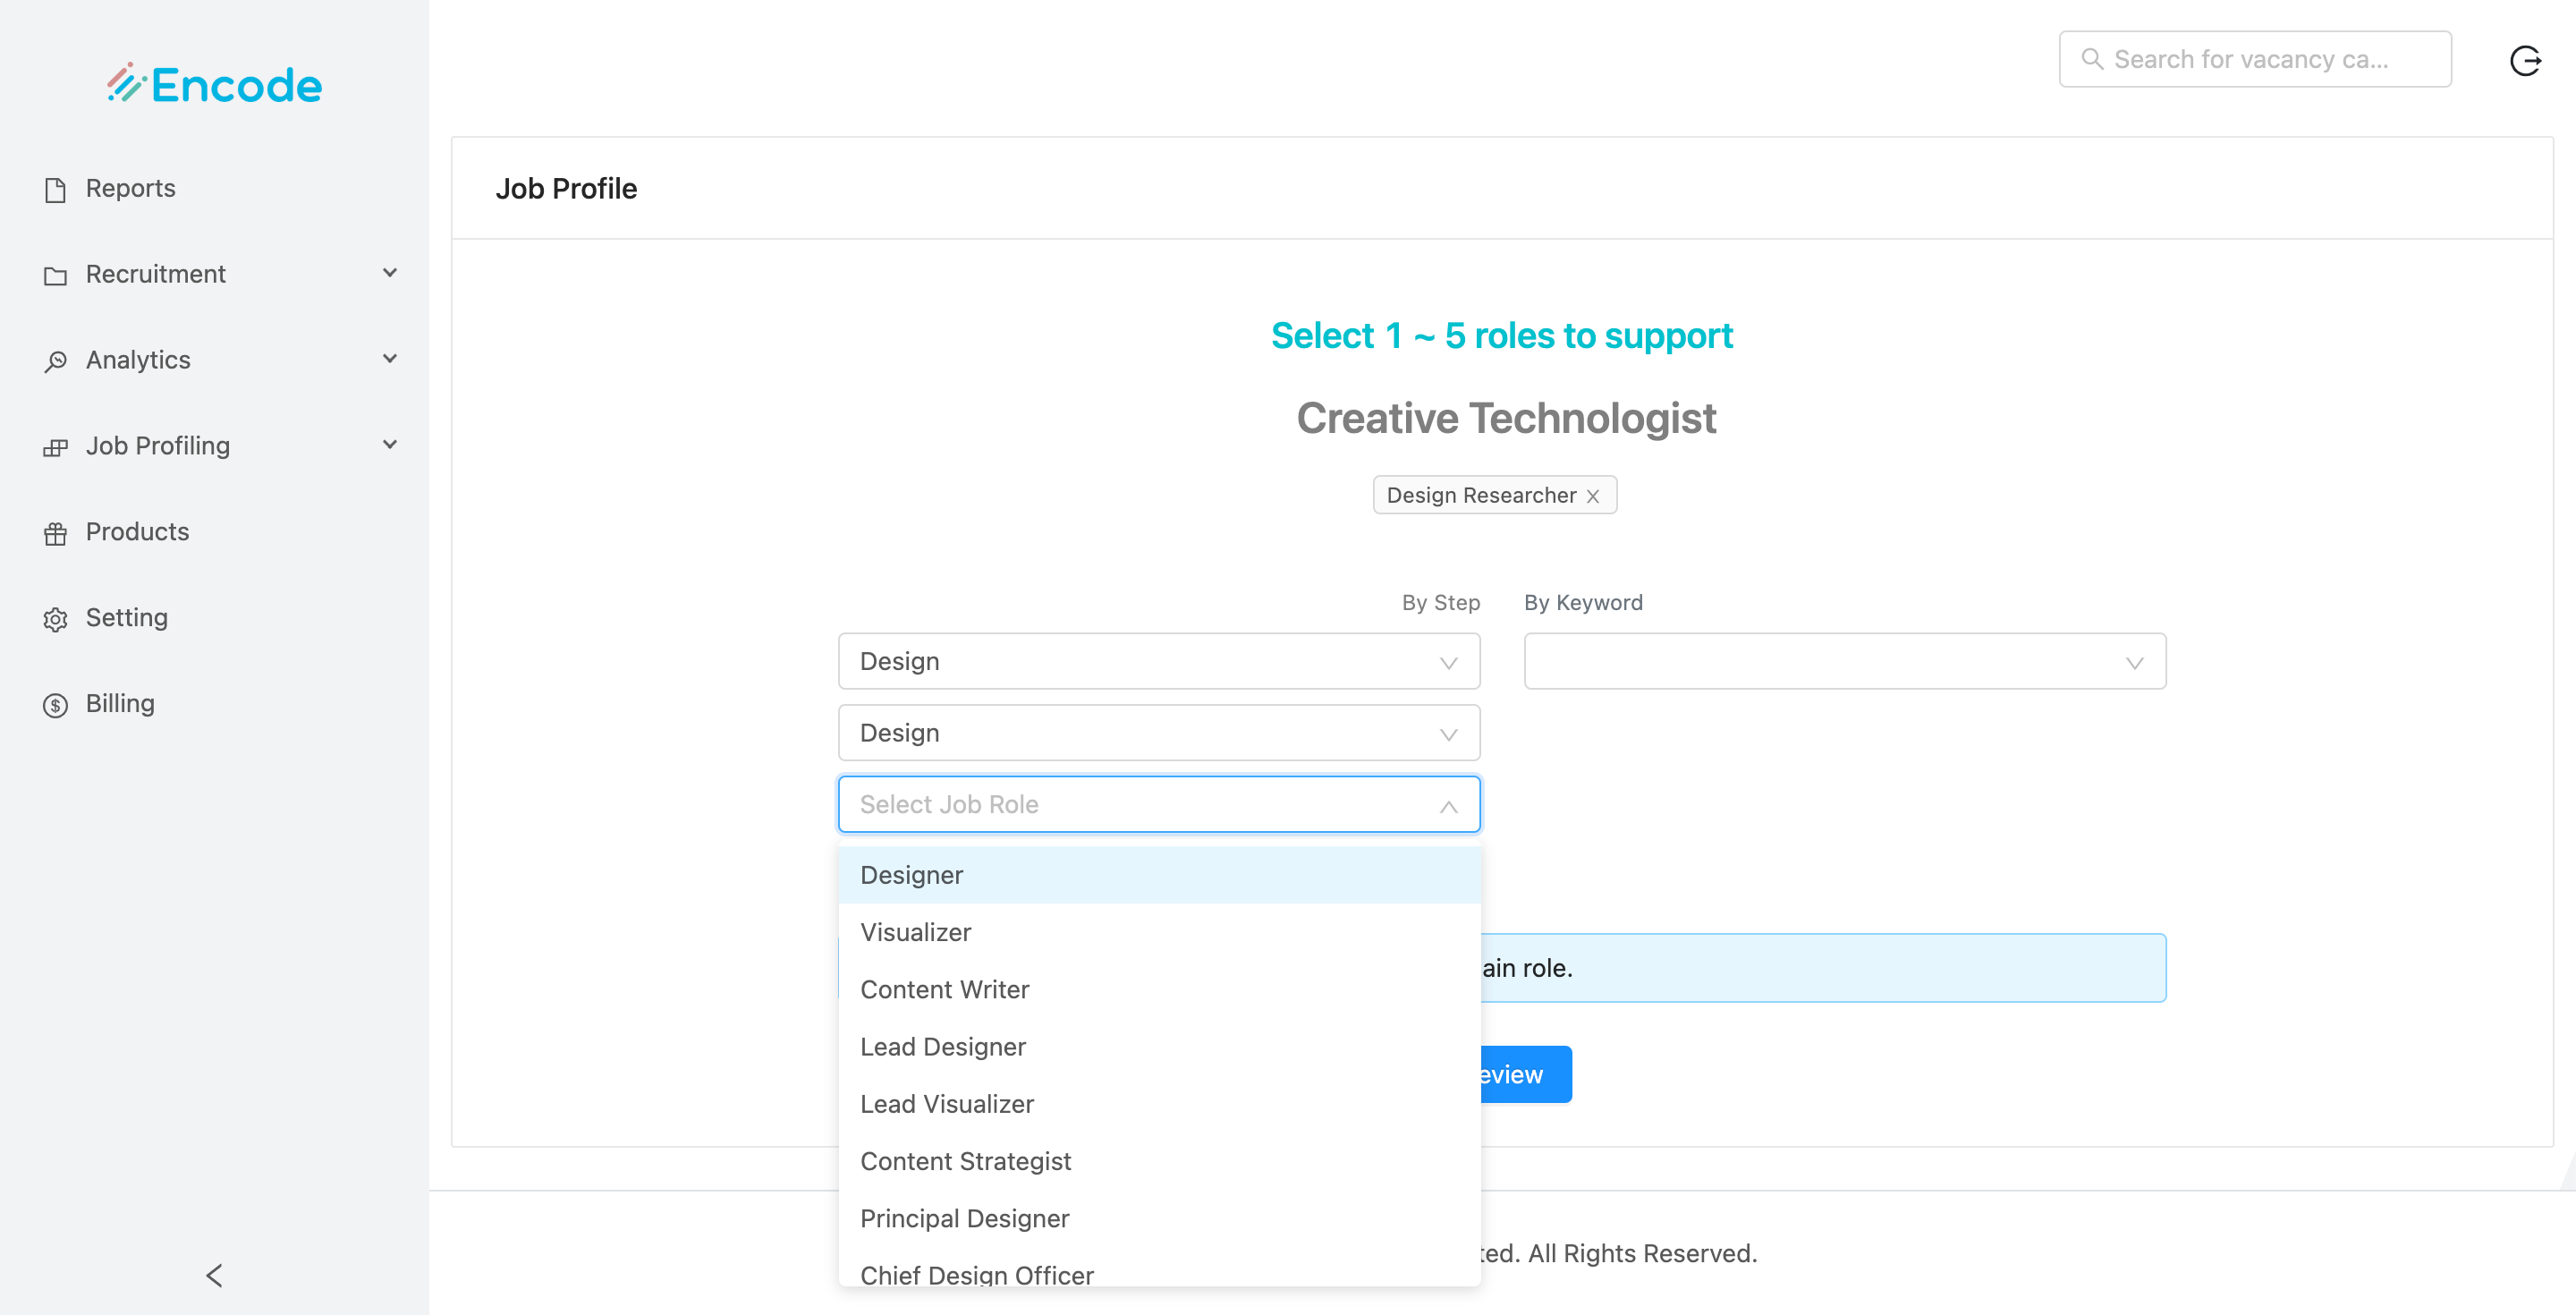 Encode
Search for vacancy ca...
Reports
Recruitment
Analytics
Job Profiling
Products
Setting
Billing
Job Profile
Select 1 ~ 5 roles to support
Creative Technologist
Design Researcher
By Step
By Keyword
Design
Design
Select Job Role
Designer
Visualizer
Content Writer
Lead Designer
Lead Visualizer
Content Strategist
Principal Designer
Chief Design Officer
ain role.
eview
ted. All Rights Reserved.